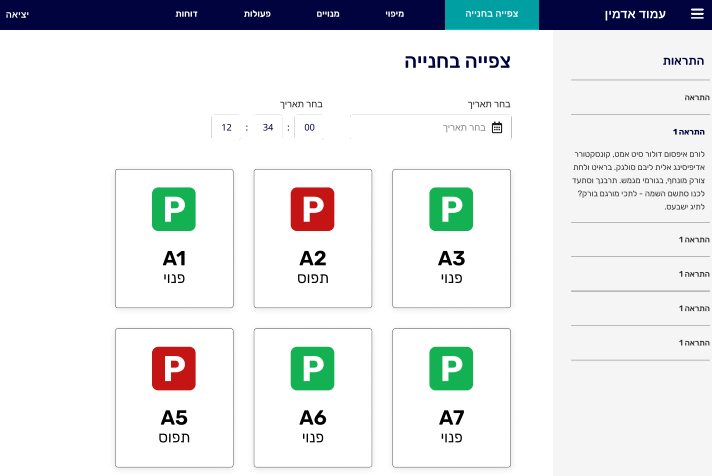 עמוד אדמין
צפייה בחנייה
מיפוי
מנויים
פעולות
דוחות
יציאה
התראות
התראה
התראה 1
לורם איפסום דולור סיט אמט, קונסקטורר
אדיפיסינג אלית ליבם סולגק. בראיט ולחת
צורק מונחף, בגורמי מגמש. תרבנך וסתעד
לכנו סתשם השמה - לתכי מורגם בורק?
לתיג ישבעס.
התראה 1
התראה 1
התראה 1
התראה 1
צפייה בחנייה
בחר תאריך
בחר תאריך
בחר תאריך
12 : 34 : 00
P
A3
פנוי
P
A2
תפוס
P
A1
פנוי
P
A7
פנוי
P
A6
פנוי
P
A5
תפוס